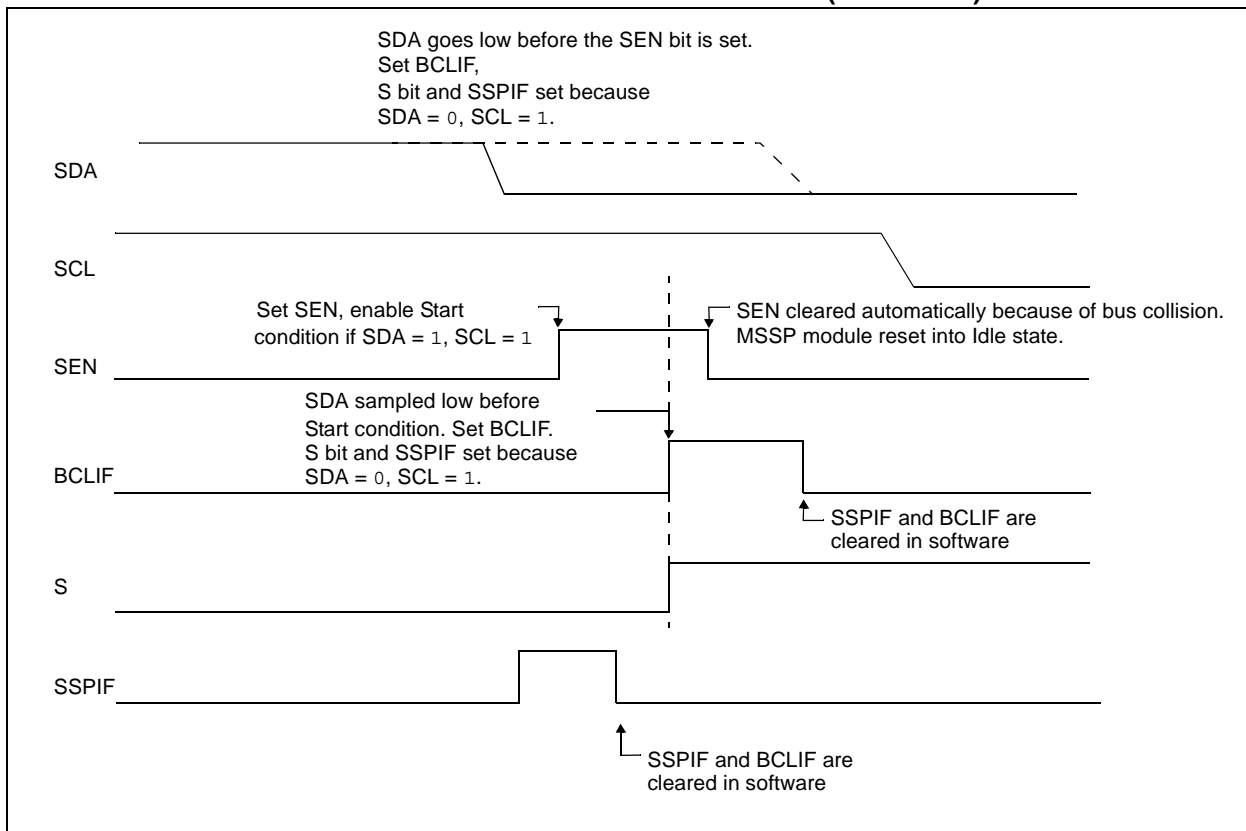 SDA goes low before the SEN bit is set.
Set BCLIF,
S bit and SSPIF set because
SDA = 0, SCL = 1.
SDA
SCL
Set SEN, enable Start
condition if SDA = 1, SCL = 1
SEN cleared automatically because of bus collision.
MSSP module reset into Idle state.
SEN
SDA sampled low before
Start condition. Set BCLIF.
S bit and SSPIF set because
SDA = 0, SCL = 1.
BCLIF
SSPIF and BCLIF are
cleared in software
S
SSPIF
SSPIF and BCLIF are
cleared in software